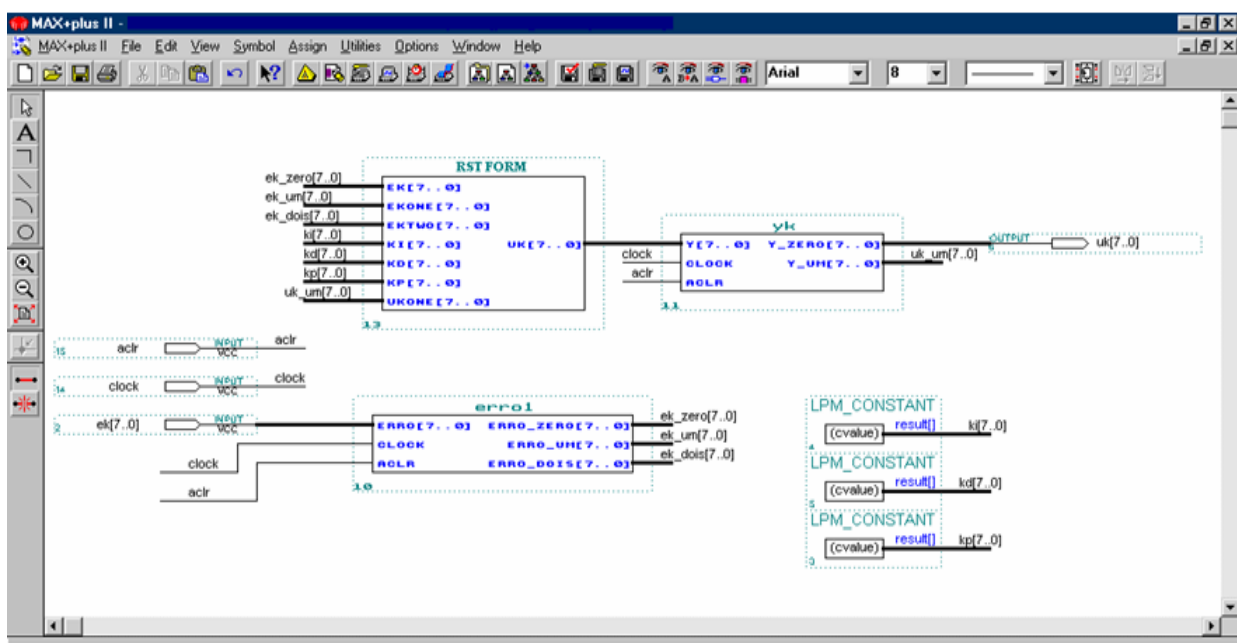 MAX+plus II -
MAX+plus II File Edit View Symbol Assign Utilities Options Window Help
Arial 8
RST FORM
ek_zero[7..0] EK[7..0]
ek_um[7..0] EKONE[7..0]
ek_dois[7..0] EKTWO[7..0]
ki[7..0] KI[7..0] UK[7..0]
kd[7..0] KD[7..0]
kp[7..0] KP[7..0]
uk_um[7..0] UKONE[7..0]
13
yk
Y[7..0] Y_ZERO[7..0] OUTPUT uk[7..0]
clock CLOCK Y_UM[7..0] uk_um[7..0]
aclr ACLR
11
15 aclr INPUT VCC aclr
14 clock INPUT VCC clock
2 ek[7..0] INPUT VCC
erro1
ERRO[7..0] ERRO_ZERO[7..0] ek_zero[7..0]
clock CLOCK ERRO_UM[7..0] ek_um[7..0]
aclr ACLR ERRO_DOIS[7..0] ek_dois[7..0]
10
LPM_CONSTANT
(cvalue) result[] ki[7..0]
4
LPM_CONSTANT
(cvalue) result[] kd[7..0]
5
LPM_CONSTANT
(cvalue) result[] kp[7..0]
3